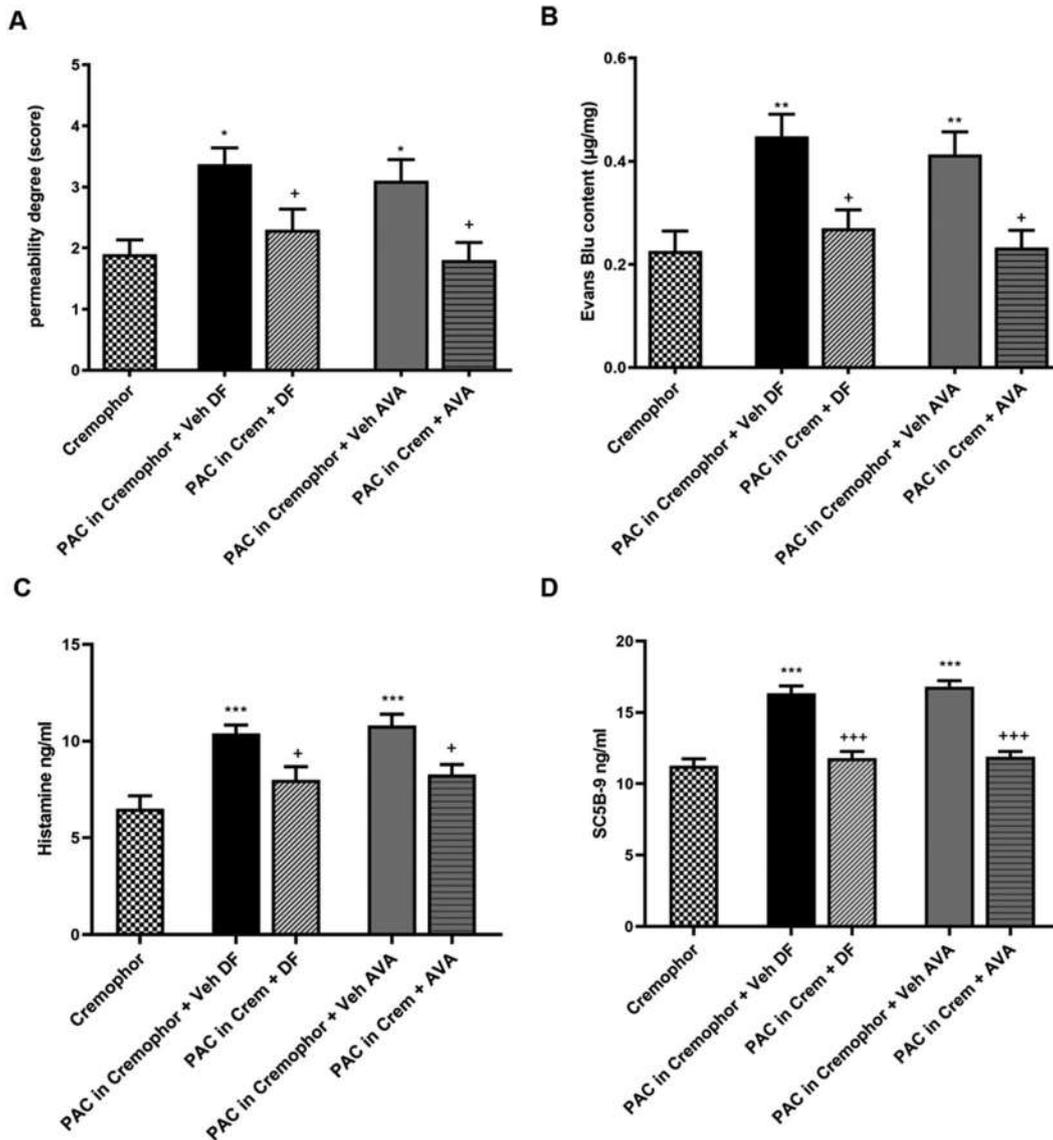 A
permeability degree (score)
5
4
3
2
1
0
*
+
*
+
Cremophor
PAC in Cremophor + Veh DF
PAC in Crem + DF
PAC in Cremophor + Veh AVA
PAC in Crem + AVA
B
Evans Blu content (µg/mg)
0.6
0.4
0.2
0.0
**
+
**
+
Cremophor
PAC in Cremophor + Veh DF
PAC in Crem + DF
PAC in Cremophor + Veh AVA
PAC in Crem + AVA
C
Histamine ng/ml
15
10
5
0
***
+
***
+
Cremophor
PAC in Cremophor + Veh DF
PAC in Crem + DF
PAC in Cremophor + Veh AVA
PAC in Crem + AVA
D
SC5B-9 ng/ml
20
15
10
5
0
***
+++
***
+++
Cremophor
PAC in Cremophor + Veh DF
PAC in Crem + DF
PAC in Cremophor + Veh AVA
PAC in Crem + AVA